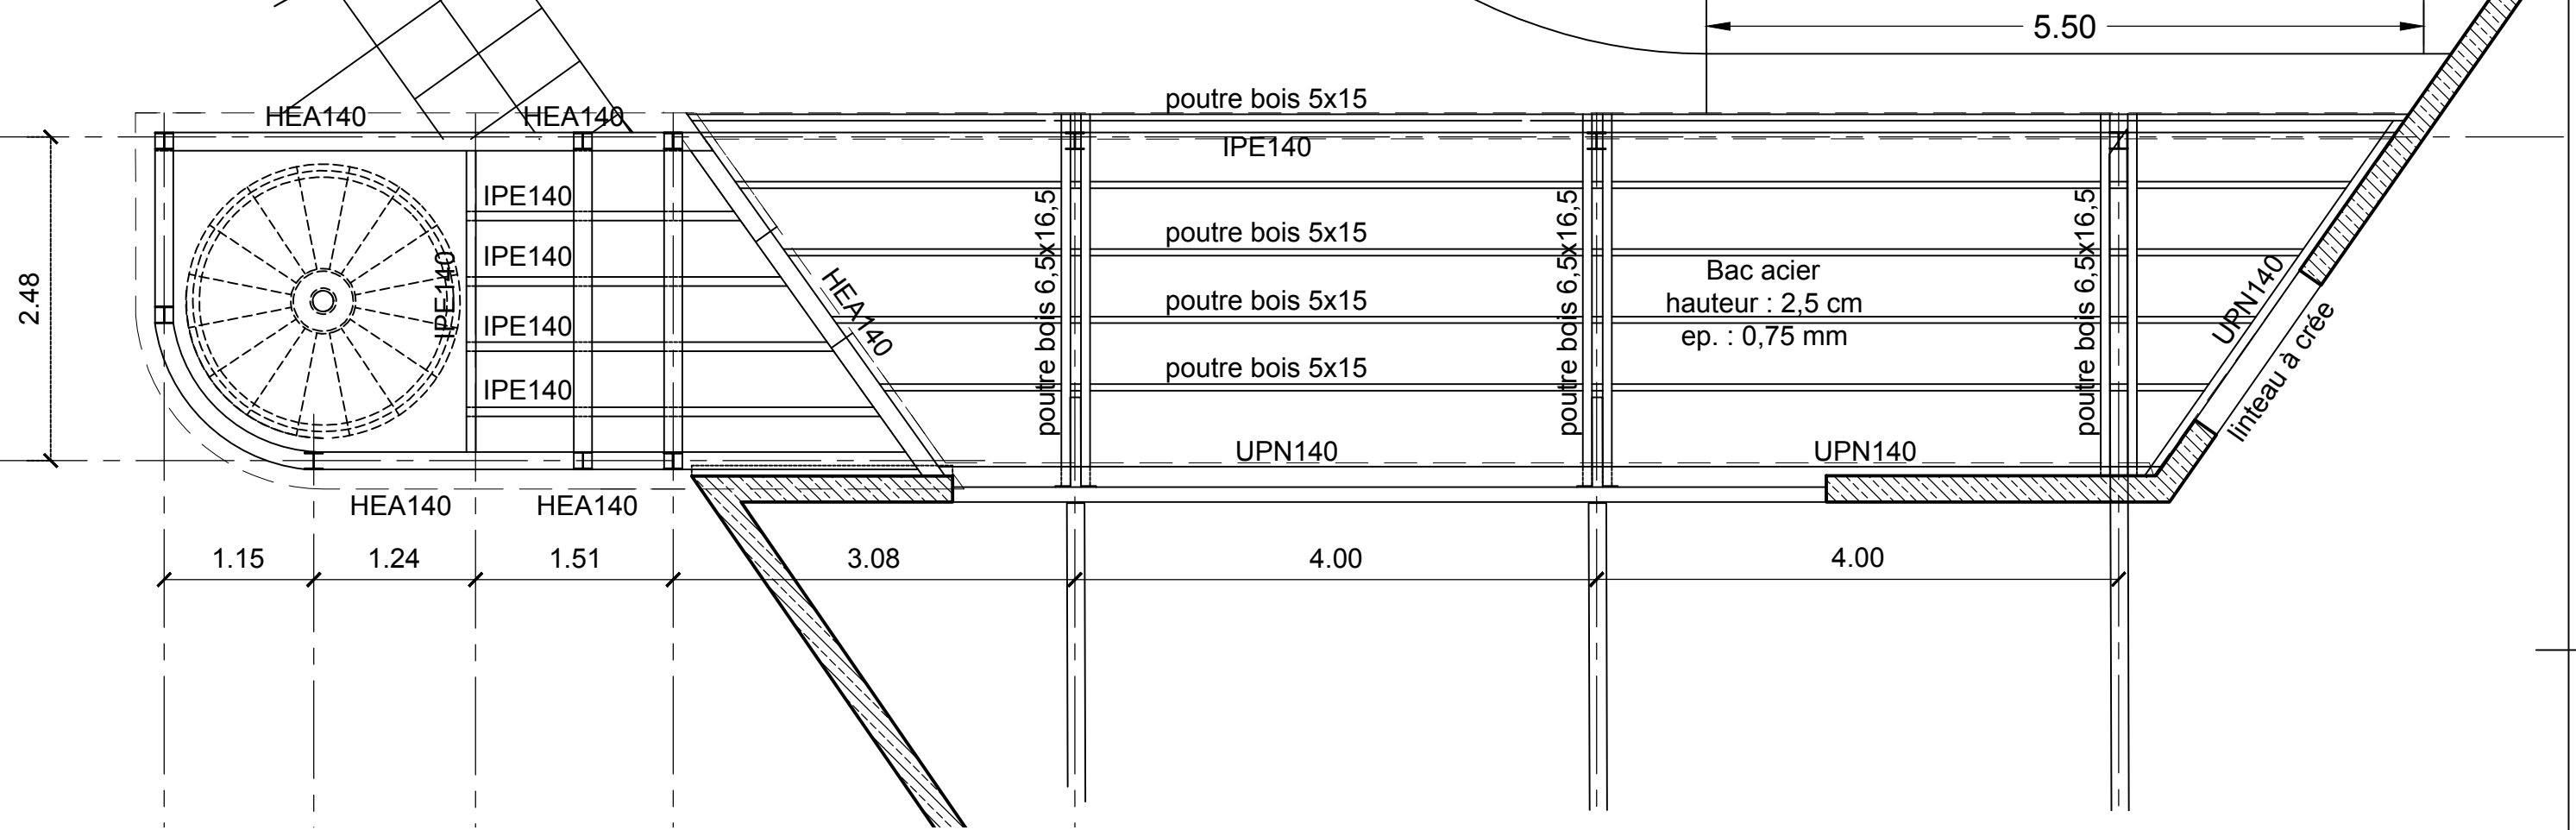 5.50
HEA140
HEA140
poutre bois 5x15
IPE140
IPE140
poutre bois 6,5x16,5
poutre bois 6,5x16,5
poutre bois 6,5x16,5
poutre bois 5x15
IPE140
IPE140
2.48
HEA140
Bac acier
hauteur : 2,5 cm
ep. : 0,75 mm
UPN140
poutre bois 5x15
IPE140
linteau à crée
poutre bois 5x15
IPE140
UPN140
UPN140
HEA140
HEA140
1.15
1.24
1.51
3.08
4.00
4.00